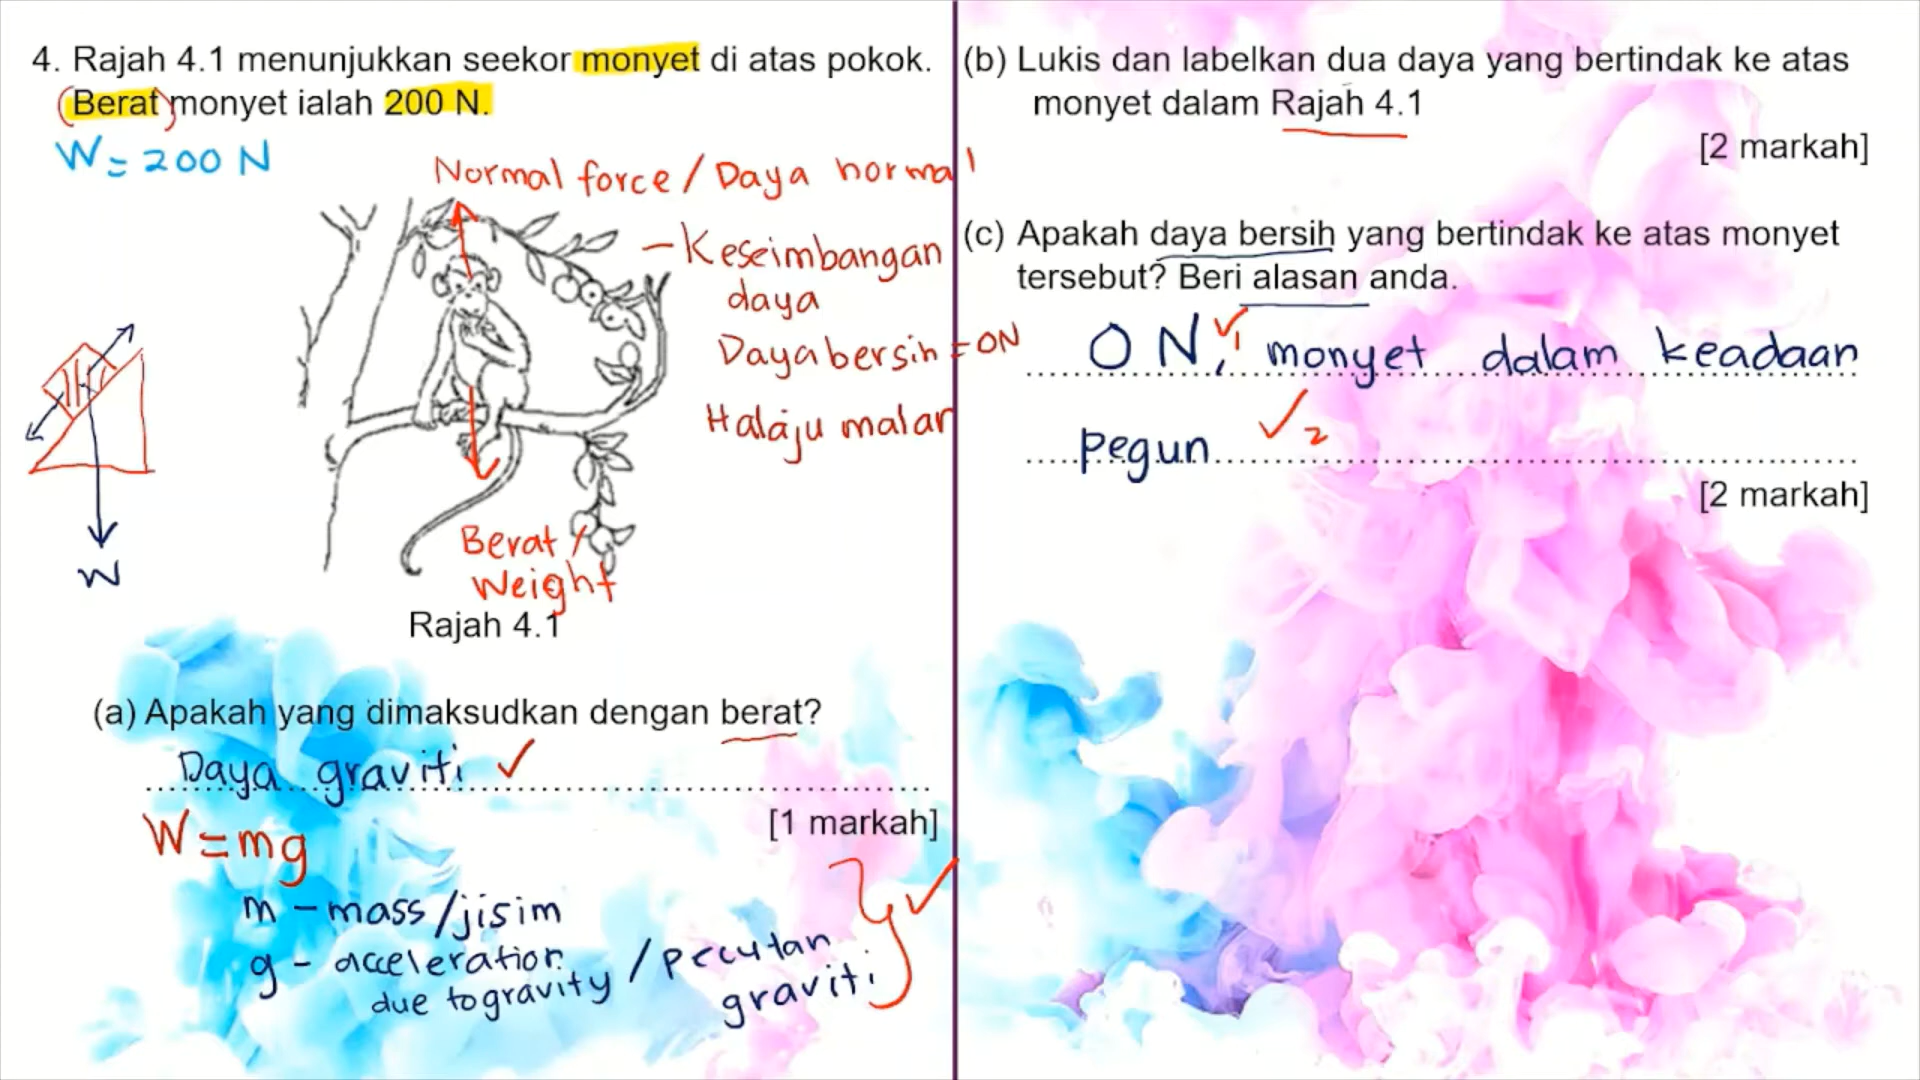 4. Rajah 4.1 menunjukkan seekor monyet di atas pokok.
Berat monyet ialah 200 N.
W = 200 N
Normal force / Daya normal
- Keseimbangan
daya
Daya bersih = 0N
Halaju malar
W
Berat /
Weight
Rajah 4.1
(a) Apakah yang dimaksudkan dengan berat?
Daya graviti ✓
[1 markah]
W = mg
m - mass/jisim
g - acceleration / pecutan
due to gravity graviti
✓
(b) Lukis dan labelkan dua daya yang bertindak ke atas
monyet dalam Rajah 4.1
[2 markah]
(c) Apakah daya bersih yang bertindak ke atas monyet
tersebut? Beri alasan anda.
0 N, ✓1 monyet dalam keadaan
pegun ✓2
[2 markah]